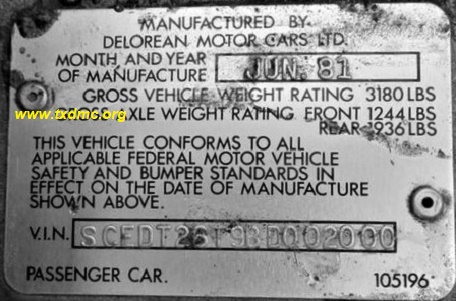 MANUFACTURED BY
DELOREAN MOTOR CARS LTD.
MONTH AND YEAR
OF MANUFACTURE JUN. 81
GROSS VEHICLE WEIGHT RATING 3180 LBS
www.txdmc.org AXLE WEIGHT RATING FRONT 1244 LBS
REAR 1936 LBS
THIS VEHICLE CONFORMS TO ALL
APPLICABLE FEDERAL MOTOR VEHICLE
SAFETY AND BUMPER STANDARDS IN
EFFECT ON THE DATE OF MANUFACTURE
SHOWN ABOVE.
V.I.N.
PASSENGER CAR. 105196